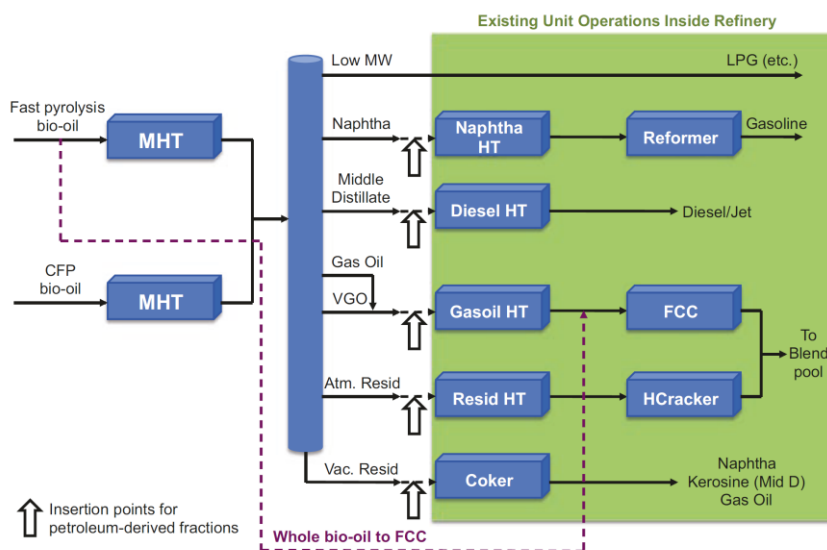 Existing Unit Operations Inside Refinery
Low MW
LPG (etc.)
Fast pyrolysis
bio-oil
MHT
Naphtha
Naphtha
HT
Reformer
Gasoline
Middle
Distillate
Diesel HT
Diesel/Jet
CFP
bio-oil
MHT
Gas Oil
VGO
Gasoil HT
FCC
To
Blend
pool
Atm. Resid
Resid HT
HCracker
Vac. Resid
Coker
Naphtha
Kerosine (Mid D)
Gas Oil
Insertion points for
petroleum-derived fractions
Whole bio-oil to FCC